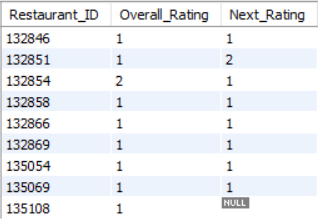 Restaurant_ID Overall_Rating Next_Rating
132846 1 1
132851 1 2
132854 2 1
132858 1 1
132866 1 1
132869 1 1
135054 1 1
135069 1 1
135108 1 NULL